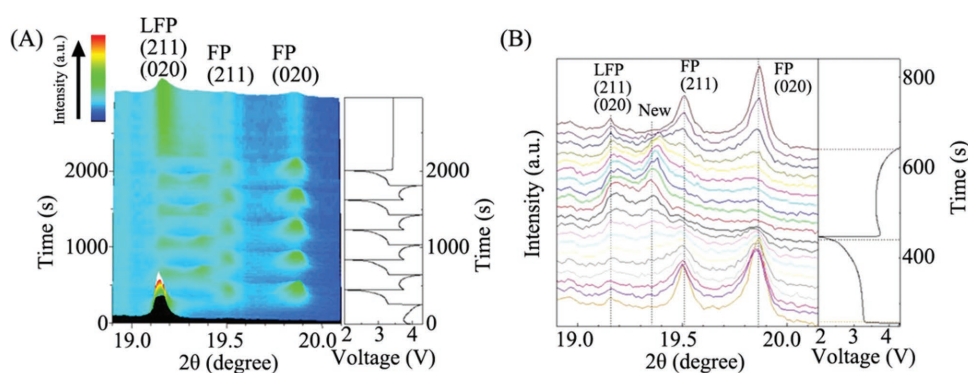 (A)
Intensity (a.u.)
LFP
(211)
(020)
FP
(211)
FP
(020)
Time (s)
2000
1000
0
19.0
19.5
20.0
2θ (degree)
2 3 4
Voltage (V)
2000
1000
0
Time (s)
(B)
Intensity (a.u.)
LFP
(211)
(020)
New
FP
(211)
FP
(020)
19.0
19.5
20.0
2θ (degree)
2 3 4
Voltage (V)
800
600
400
Time (s)